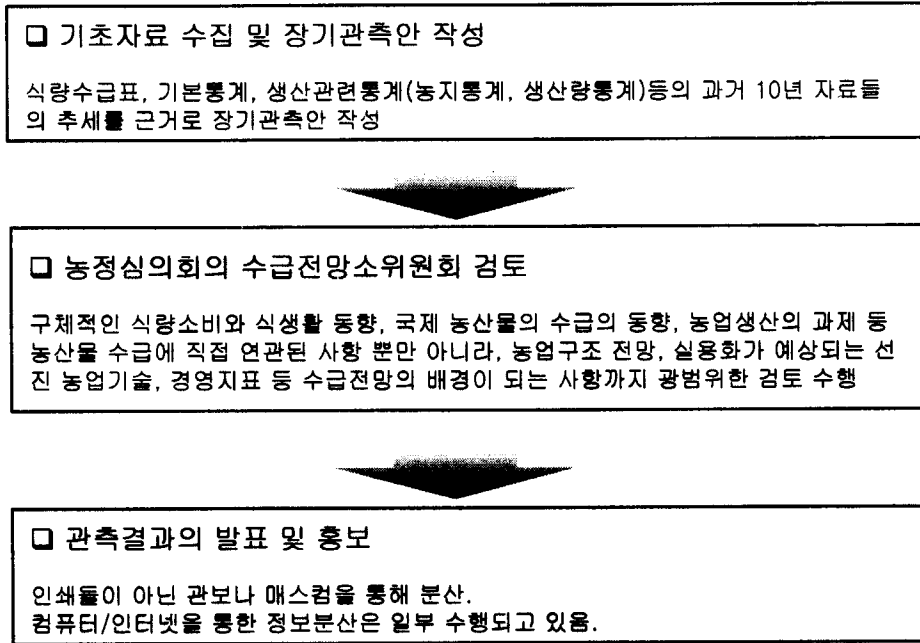 ❑ 기초자료 수집 및 장기관측안 작성
식량수급표, 기본통계, 생산관련통계(농지통계, 생산량통계)등의 과거 10년 자료들
의 추세를 근거로 장기관측안 작성
❑ 농정심의회의 수급전망소위원회 검토
구체적인 식량소비와 식생활 동향, 국제 농산물의 수급의 동향, 농업생산의 과제 등
농산물 수급에 직접 연관된 사항 뿐만 아니라, 농업구조 전망, 실용화가 예상되는 선
진 농업기술, 경영지표 등 수급전망의 배경이 되는 사항까지 광범위한 검토 수행
❑ 관측결과의 발표 및 홍보
인쇄물이 아닌 관보나 매스컴을 통해 분산.
컴퓨터/인터넷을 통한 정보분산은 일부 수행되고 있음.